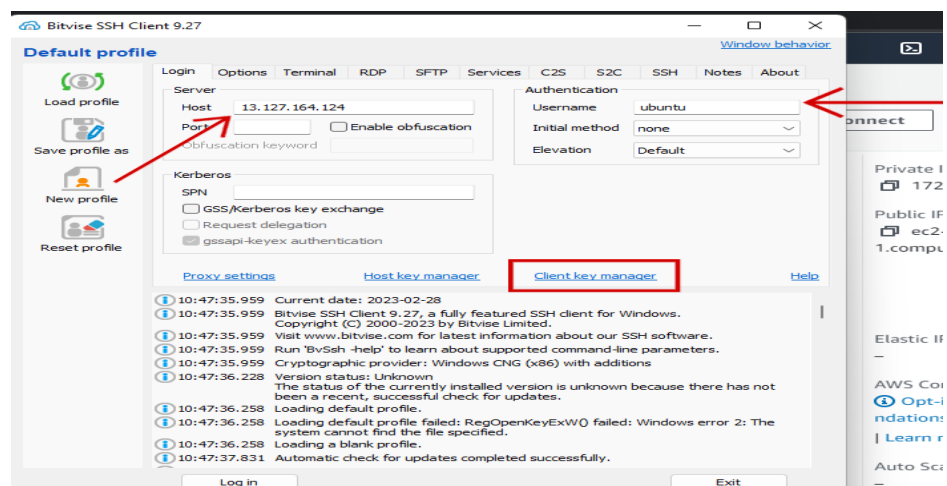 Bitvise SSH Client 9.27
Default profile
Window behavior
Load profile
Save profile as
New profile
Reset profile
Login Options Terminal RDP SFTP Services C2S S2C SSH Notes About
Server
Host 13.127.164.124
Port Enable obfuscation
Obfuscation keyword
Kerberos
SPN
GSS/Kerberos key exchange
Request delegation
gssapi-keyex authentication
Authentication
Username ubuntu
Initial method none
Elevation Default
Proxy settings Host key manager Client key manager Help
10:47:35.959 Current date: 2023-02-28
10:47:35.959 Bitvise SSH Client 9.27, a fully featured SSH client for Windows.
Copyright (C) 2000-2023 by Bitvise Limited.
10:47:35.959 Visit www.bitvise.com for latest information about our SSH software.
10:47:35.959 Run 'BvSsh -help' to learn about supported command-line parameters.
10:47:35.959 Cryptographic provider: Windows CNG (x86) with additions
10:47:36.228 Version status: Unknown
The status of the currently installed version is unknown because there has not
been a recent, successful check for updates.
10:47:36.258 Loading default profile.
10:47:36.258 Loading default profile failed: RegOpenKeyExW() failed: Windows error 2: The
system cannot find the file specified.
10:47:36.258 Loading a blank profile.
10:47:37.831 Automatic check for updates completed successfully.
Log in Exit
onnect
Private I
172
Public IP
ec2-
1.compu
Elastic IP
–
AWS Co
Opt-i
ndations
| Learn r
Auto Sca
–